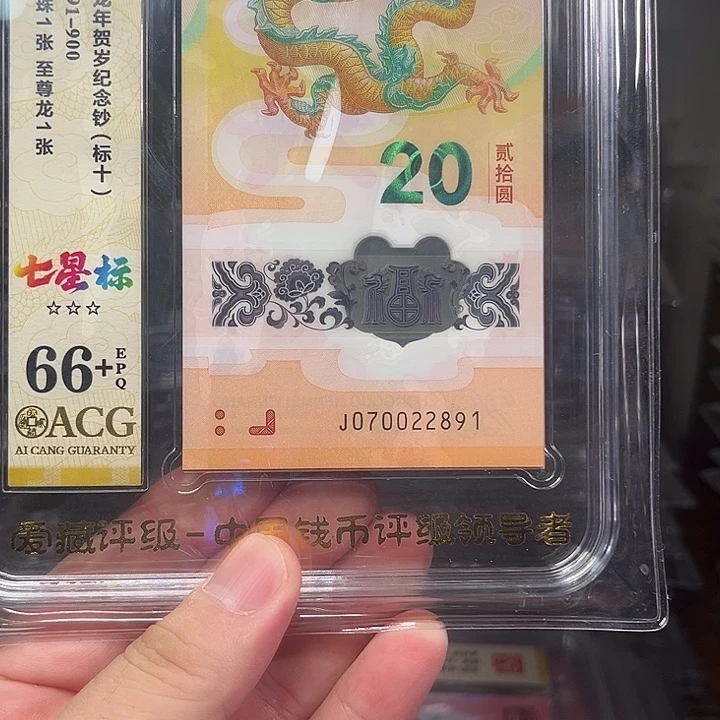 龙年贺岁纪念钞(标十)
91-900
珠1张 至尊龙1张
七星标
☆☆☆
66+
EPQ
ACG
AI CANG GUARANTY
20
贰拾圆
福
J070022891
爱藏评级-中国钱币评级领导者